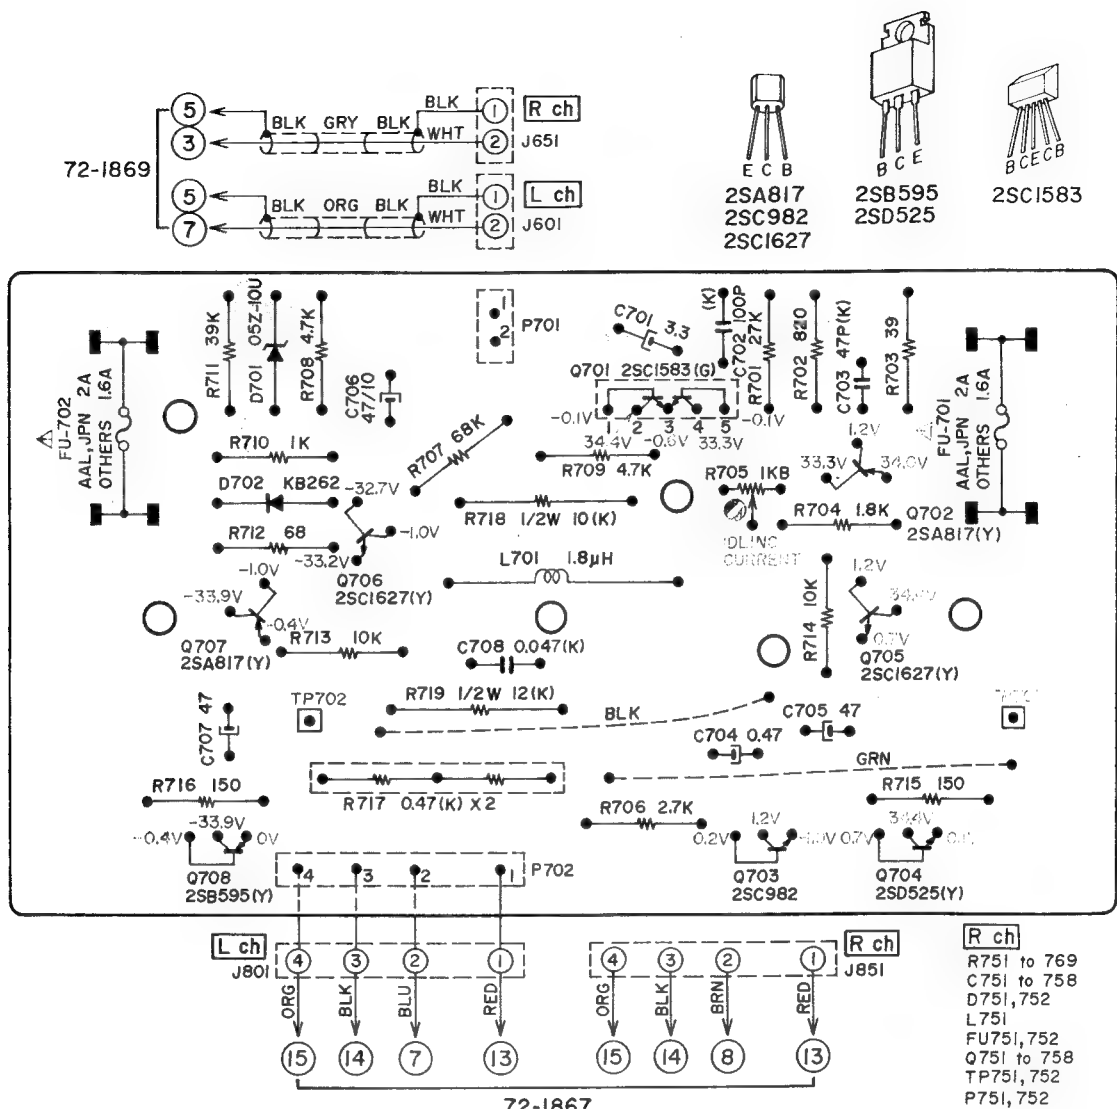 72-1869
5
3
5
7
BLK GRY BLK
BLK
WHT
1
2
R ch
J651
BLK ORG BLK
BLK
WHT
1
2
L ch
J601
E C B
2SA817
2SC982
2SC1627
B C E
2SB595
2SD525
B C E C B
2SC1583
FU-702
AAL,JPN 2A
OTHERS 1.6A
R711 39K
D701 05Z-10U
R708 4.7K
C706
47/10
1
2
P701
C701 3.3
C702 100P
(K)
R701 27K
R702 820
C703 47P(K)
R703 39
FU-701
AAL,JPN 2A
OTHERS 1.6A
Q701 2SC1583(G)
-0.1V
1 2 3 4 5
-0.1V
34.4V
-0.6V
33.3V
R710 1K
R707 68K
R709 4.7K
R705 1KB
1.2V
33.3V
D702 KB262
-32.7V
R718 1/2W 10(K)
R704 1.8K
Q702
2SA817(Y)
R712 68
-1.0V
-33.2V
Q706
2SC1627(Y)
L701 1.8μH
IDLING
CURRENT
-1.0V
-33.9V
-0.4V
Q707
2SA817(Y)
R713 10K
R714 10K
1.2V
0.7V
Q705
2SC1627(Y)
C708 0.047(K)
TP702
R719 1/2W 12(K)
BLK
C707 47
C705 47
C704 0.47
GRN
R716 150
R717 0.47(K) X 2
R706 2.7K
R715 150
-0.4V
-33.9V
0V
Q708
2SB595(Y)
0.2V
1.2V
Q703
2SC982
0.7V
34.4V
Q704
2SD525(Y)
4 3 2 1
P702
L ch
J801
4 3 2 1
ORG BLK BLU RED
15 14 7 13
4 3 2 1
R ch
J851
ORG BLK BRN RED
15 14 8 13
72-1867
R ch
R751 to 769
C751 to 758
D751,752
L751
FU751,752
Q751 to 758
TP751,752
P751,752